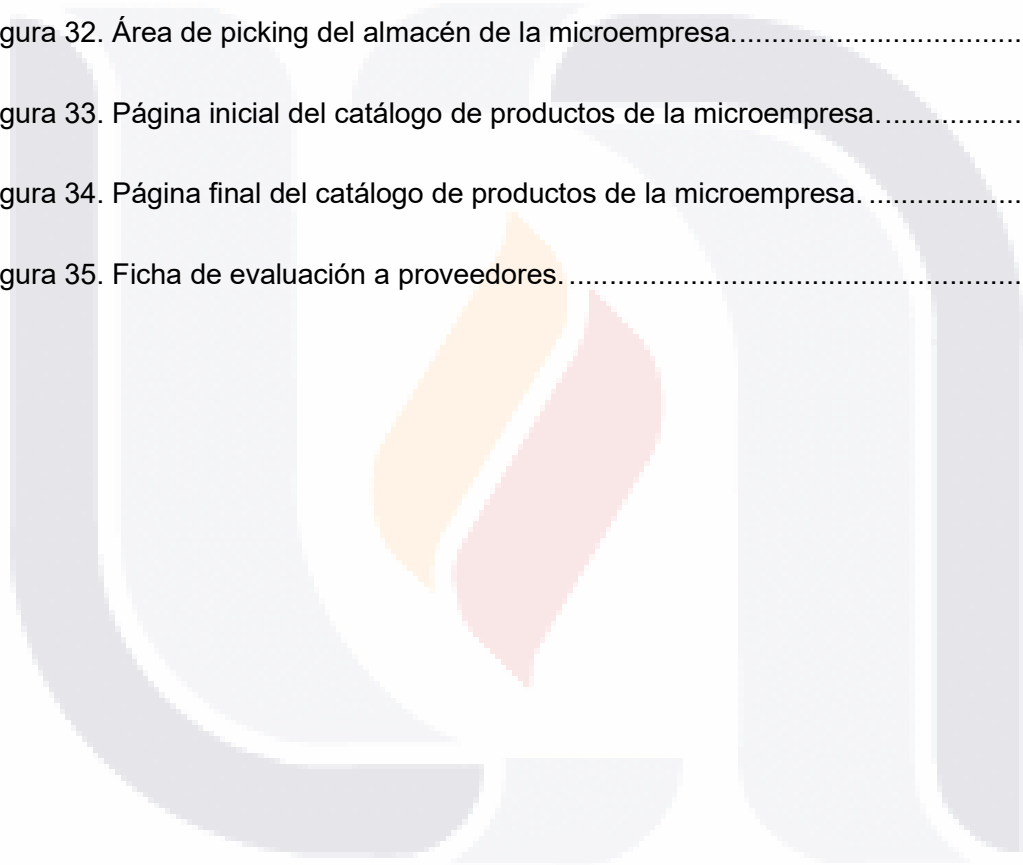 gura 32. Área de picking del almacén de la microempresa...................................
gura 33. Página inicial del catálogo de productos de la microempresa..................
gura 34. Página final del catálogo de productos de la microempresa. ...................
gura 35. Ficha de evaluación a proveedores. ........................................................